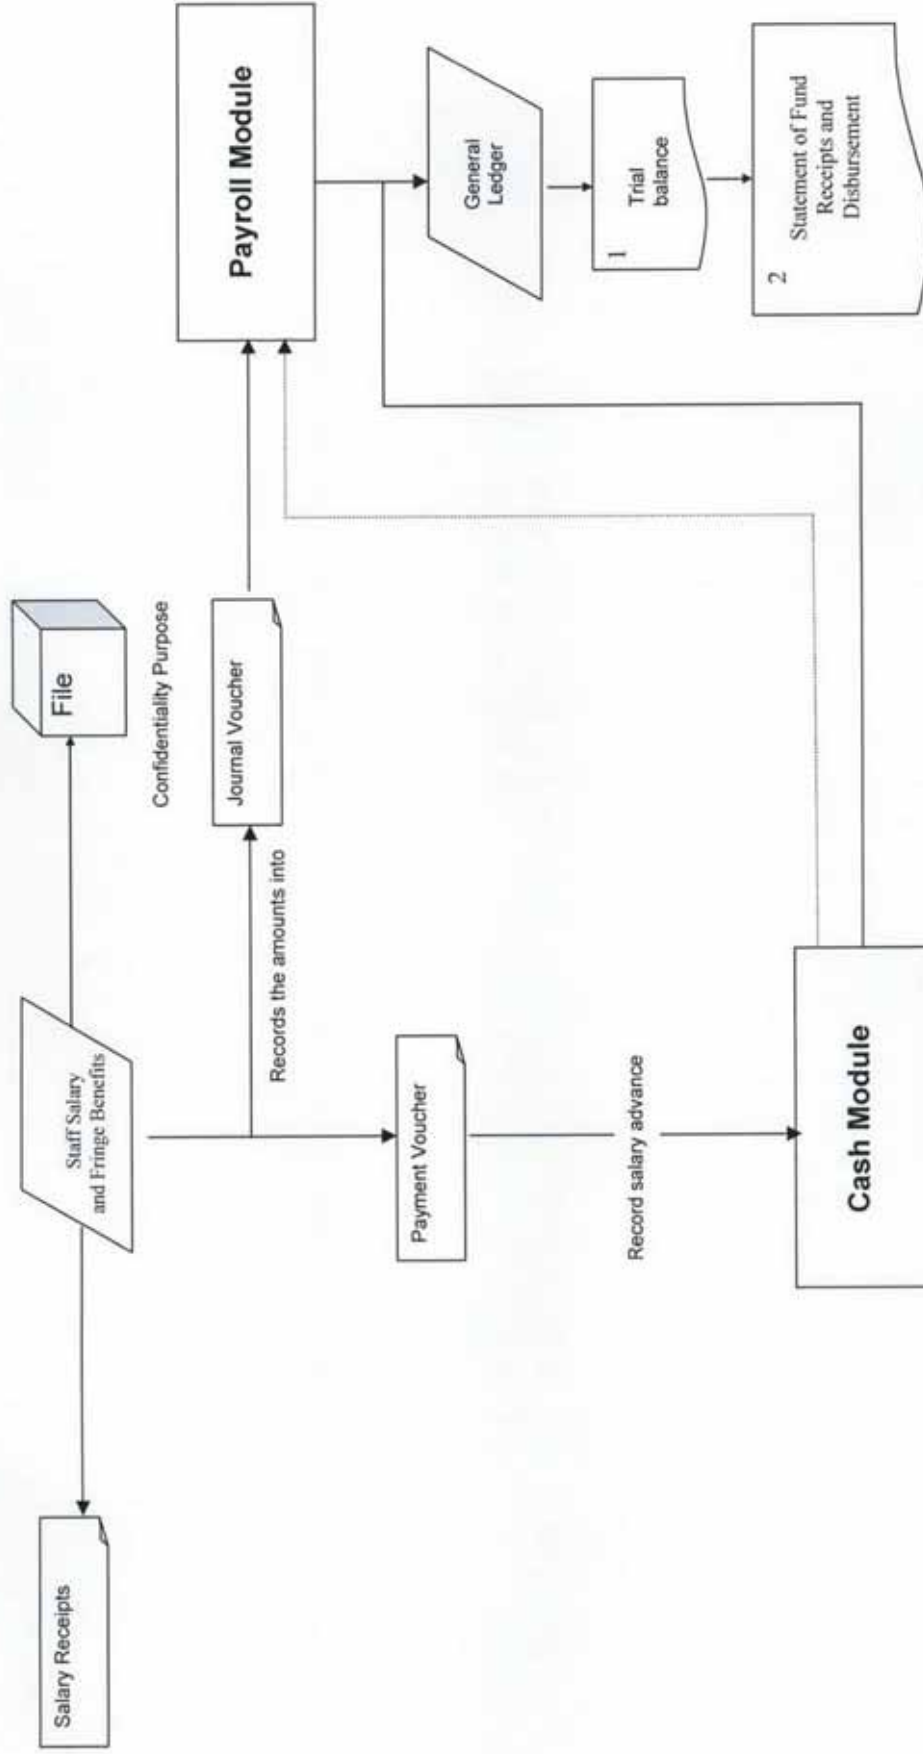 Salary Receipts
Staff Salary
and Fringe Benefits
File
Confidentiality Purpose
Records the amounts into
Journal Voucher
Payroll Module
Payment Voucher
Record salary advance
Cash Module
General
Ledger
1
Trial
balance
2
Statement of Fund
Receipts and
Disbursement